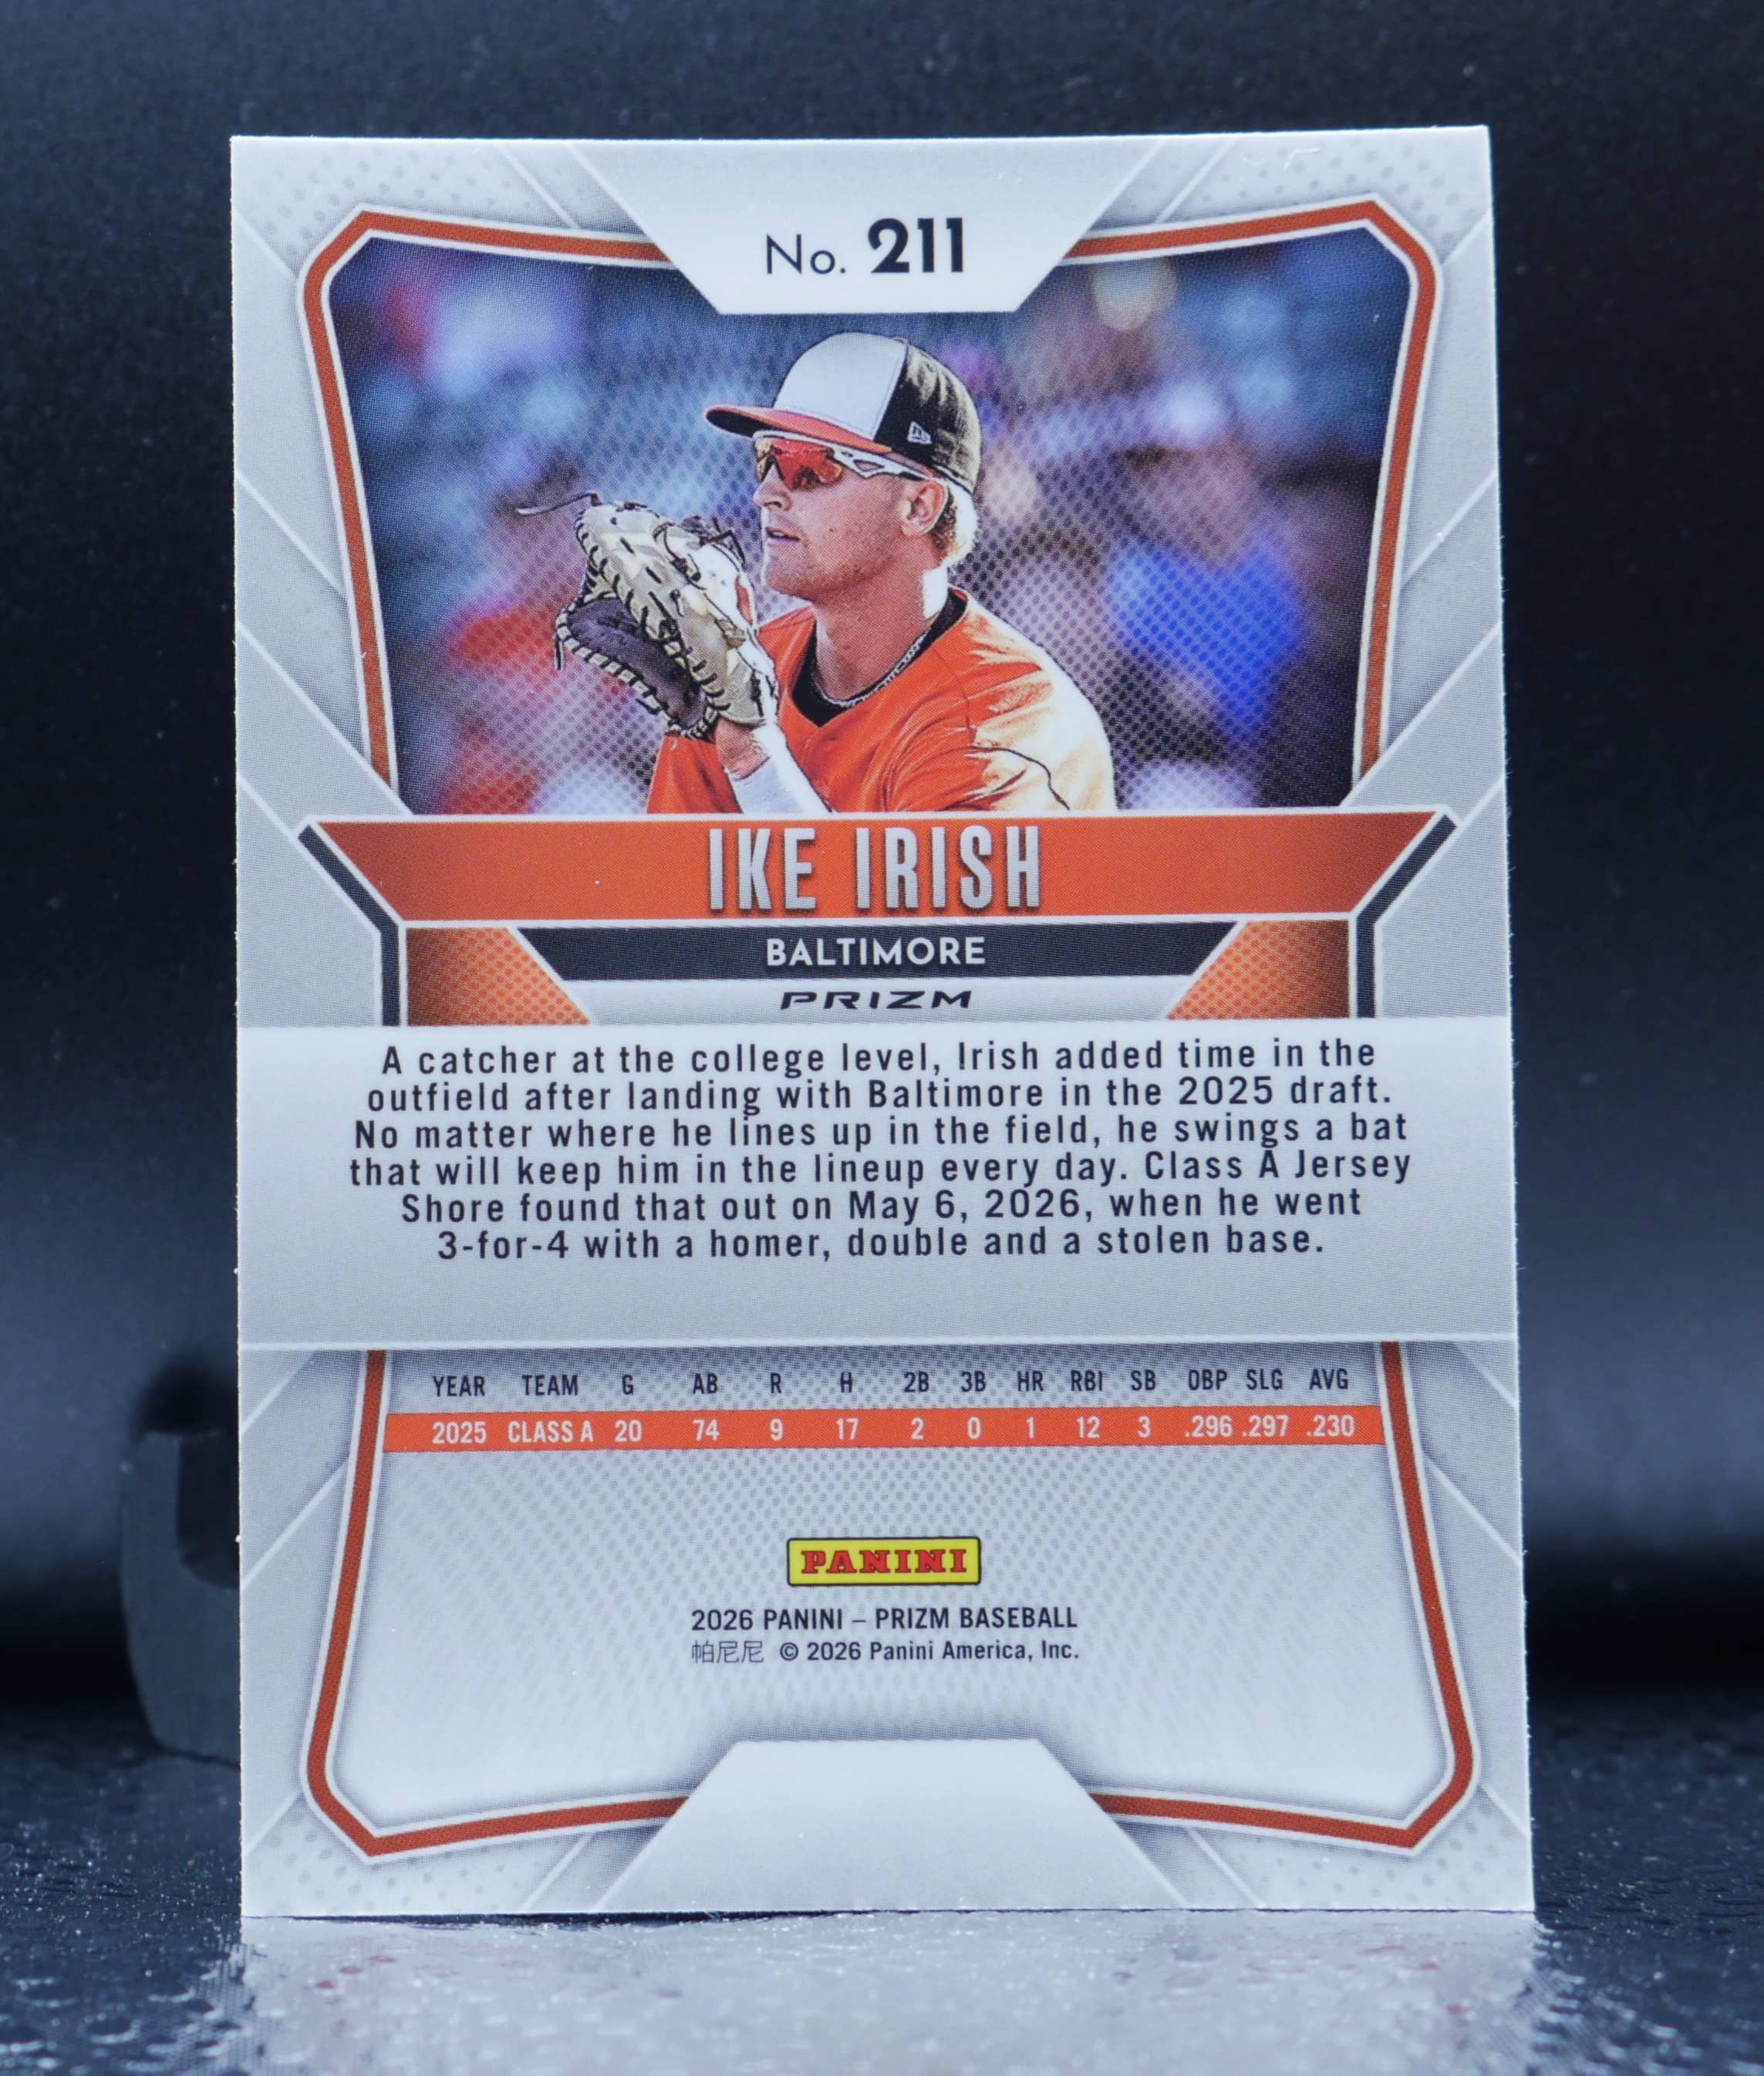 No. 211
IKE IRISH
BALTIMORE
PRIZM
A catcher at the college level, Irish added time in the
outfield after landing with Baltimore in the 2025 draft.
No matter where he lines up in the field, he swings a bat
that will keep him in the lineup every day. Class A Jersey
Shore found that out on May 6, 2026, when he went
3-for-4 with a homer, double and a stolen base.
YEAR TEAM G AB R H 2B 3B HR RBI SB OBP SLG AVG
2025 CLASS A 20 74 9 17 2 0 1 12 3 .296 .297 .230
PANINI
2026 PANINI – PRIZM BASEBALL
帕尼尼 © 2026 Panini America, Inc.